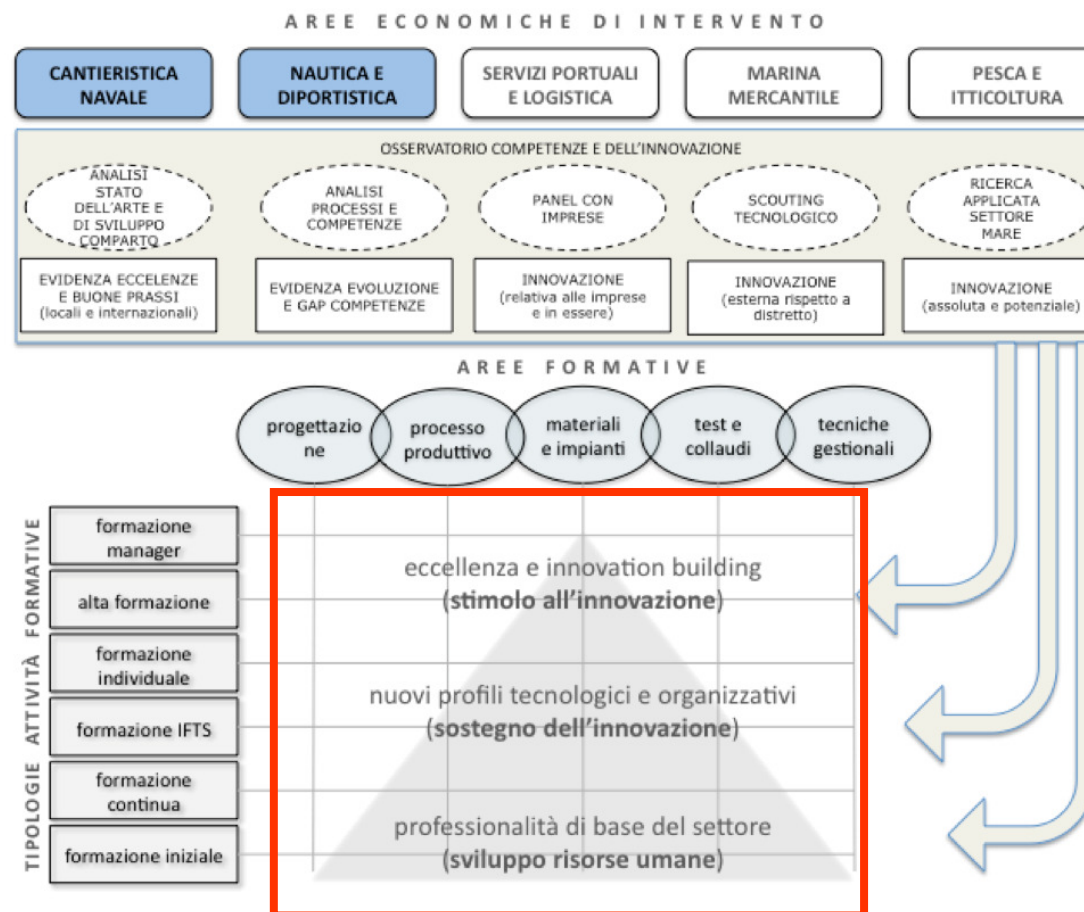 AREE ECONOMICHE DI INTERVENTO
CANTIERISTICA
NAVALE
NAUTICA E
DIPORTISTICA
SERVIZI PORTUALI
E LOGISTICA
MARINA
MERCANTILE
PESCA E
ITTICOLTURA
OSSERVATORIO COMPETENZE E DELL'INNOVAZIONE
ANALISI
STATO
DELL'ARTE E
DI SVILUPPO
COMPARTO
ANALISI
PROCESSI E
COMPETENZE
PANEL CON
IMPRESE
SCOUTING
TECNOLOGICO
RICERCA
APPLICATA
SETTORE
MARE
EVIDENZA ECCELENZE
E BUONE PRASSI
(locali e internazionali)
EVIDENZA EVOLUZIONE
E GAP COMPETENZE
INNOVAZIONE
(relativa alle imprese
e in essere)
INNOVAZIONE
(esterna rispetto a
distretto)
INNOVAZIONE
(assoluta e potenziale)
AREE FORMATIVE
progettazio
ne
processo
produttivo
materiali
e impianti
test e
collaudi
tecniche
gestionali
TIPOLOGIE ATTIVITÀ FORMATIVE
formazione
manager
alta formazione
formazione
individuale
formazione IFTS
formazione
continua
formazione iniziale
eccellenza e innovation building
(stimolo all'innovazione)
nuovi profili tecnologici e organizzativi
(sostegno dell'innovazione)
professionalità di base del settore
(sviluppo risorse umane)